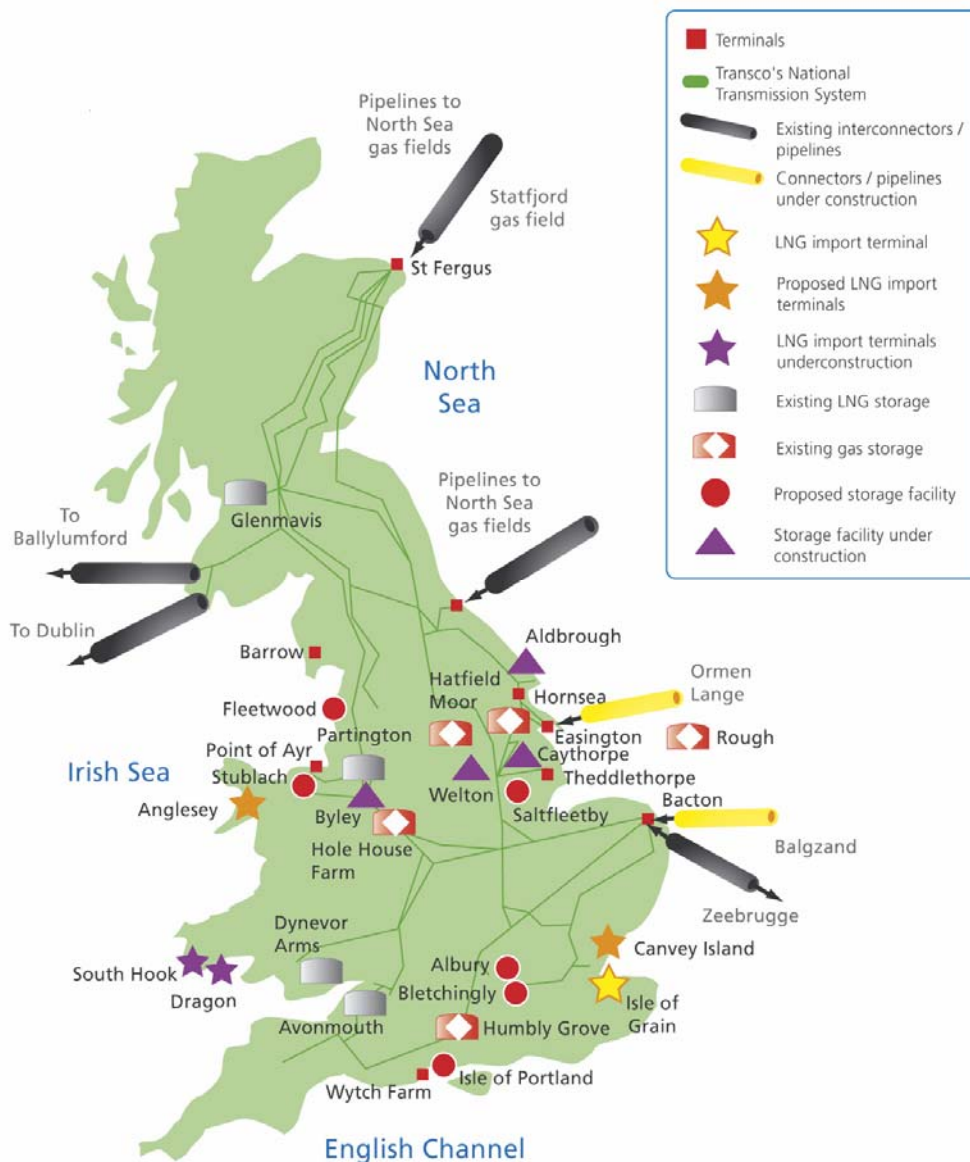 Terminals
Transco's National
Transmission System
Existing interconnectors /
pipelines
Connectors / pipelines
under construction
LNG import terminal
Proposed LNG import
terminals
LNG import terminals
underconstruction
Existing LNG storage
Existing gas storage
Proposed storage facility
Storage facility under
construction
Pipelines to
North Sea
gas fields
Statfjord
gas field
St Fergus
North
Sea
Glenmavis
Pipelines to
North Sea
gas fields
To
Ballylumford
To Dublin
Barrow
Aldbrough
Hatfield
Moor
Hornsea
Ormen
Lange
Fleetwood
Partington
Easington
Rough
Caythorpe
Point of Ayr
Irish Sea
Stublach
Theddlethorpe
Anglesey
Byley
Welton
Saltfleetby
Bacton
Hole House
Farm
Balgzand
Zeebrugge
Dynevor
Arms
Canvey Island
South Hook
Albury
Dragon
Bletchingly
Isle of
Grain
Avonmouth
Humbly Grove
Isle of Portland
Wytch Farm
English Channel